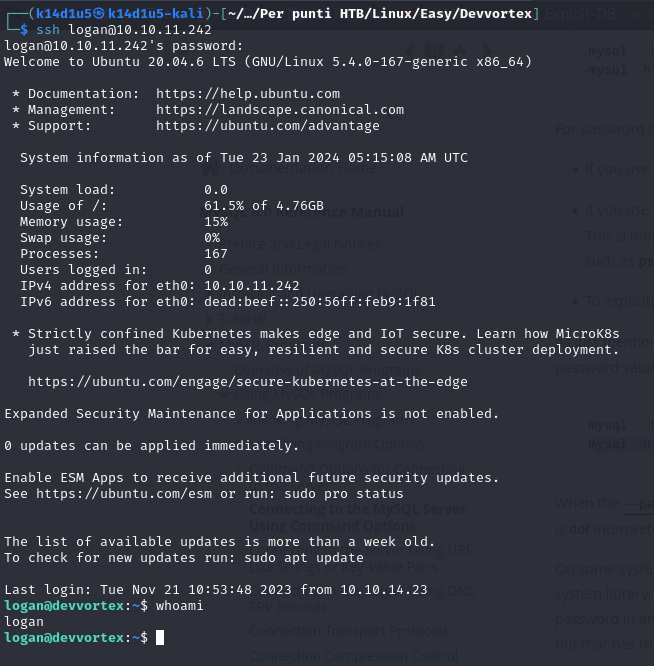 (k14d1u5㉿k14d1u5-kali)-[~/…/Per punti HTB/Linux/Easy/Devvortex]
$ ssh logan@10.10.11.242
logan@10.10.11.242's password:
Welcome to Ubuntu 20.04.6 LTS (GNU/Linux 5.4.0-167-generic x86_64)
* Documentation:  https://help.ubuntu.com
* Management:     https://landscape.canonical.com
* Support:        https://ubuntu.com/advantage
System information as of Tue 23 Jan 2024 05:15:08 AM UTC
System load:           0.0
Usage of /:            61.5% of 4.76GB
Memory usage:          15%
Swap usage:            0%
Processes:             167
Users logged in:       0
IPv4 address for eth0: 10.10.11.242
IPv6 address for eth0: dead:beef::250:56ff:feb9:1f81
* Strictly confined Kubernetes makes edge and IoT secure. Learn how MicroK8s
just raised the bar for easy, resilient and secure K8s cluster deployment.
https://ubuntu.com/engage/secure-kubernetes-at-the-edge
Expanded Security Maintenance for Applications is not enabled.
0 updates can be applied immediately.
Enable ESM Apps to receive additional future security updates.
See https://ubuntu.com/esm or run: sudo pro status
The list of available updates is more than a week old.
To check for new updates run: sudo apt update
Last login: Tue Nov 21 10:53:48 2023 from 10.10.14.23
logan@devvortex:~$ whoami
logan
logan@devvortex:~$